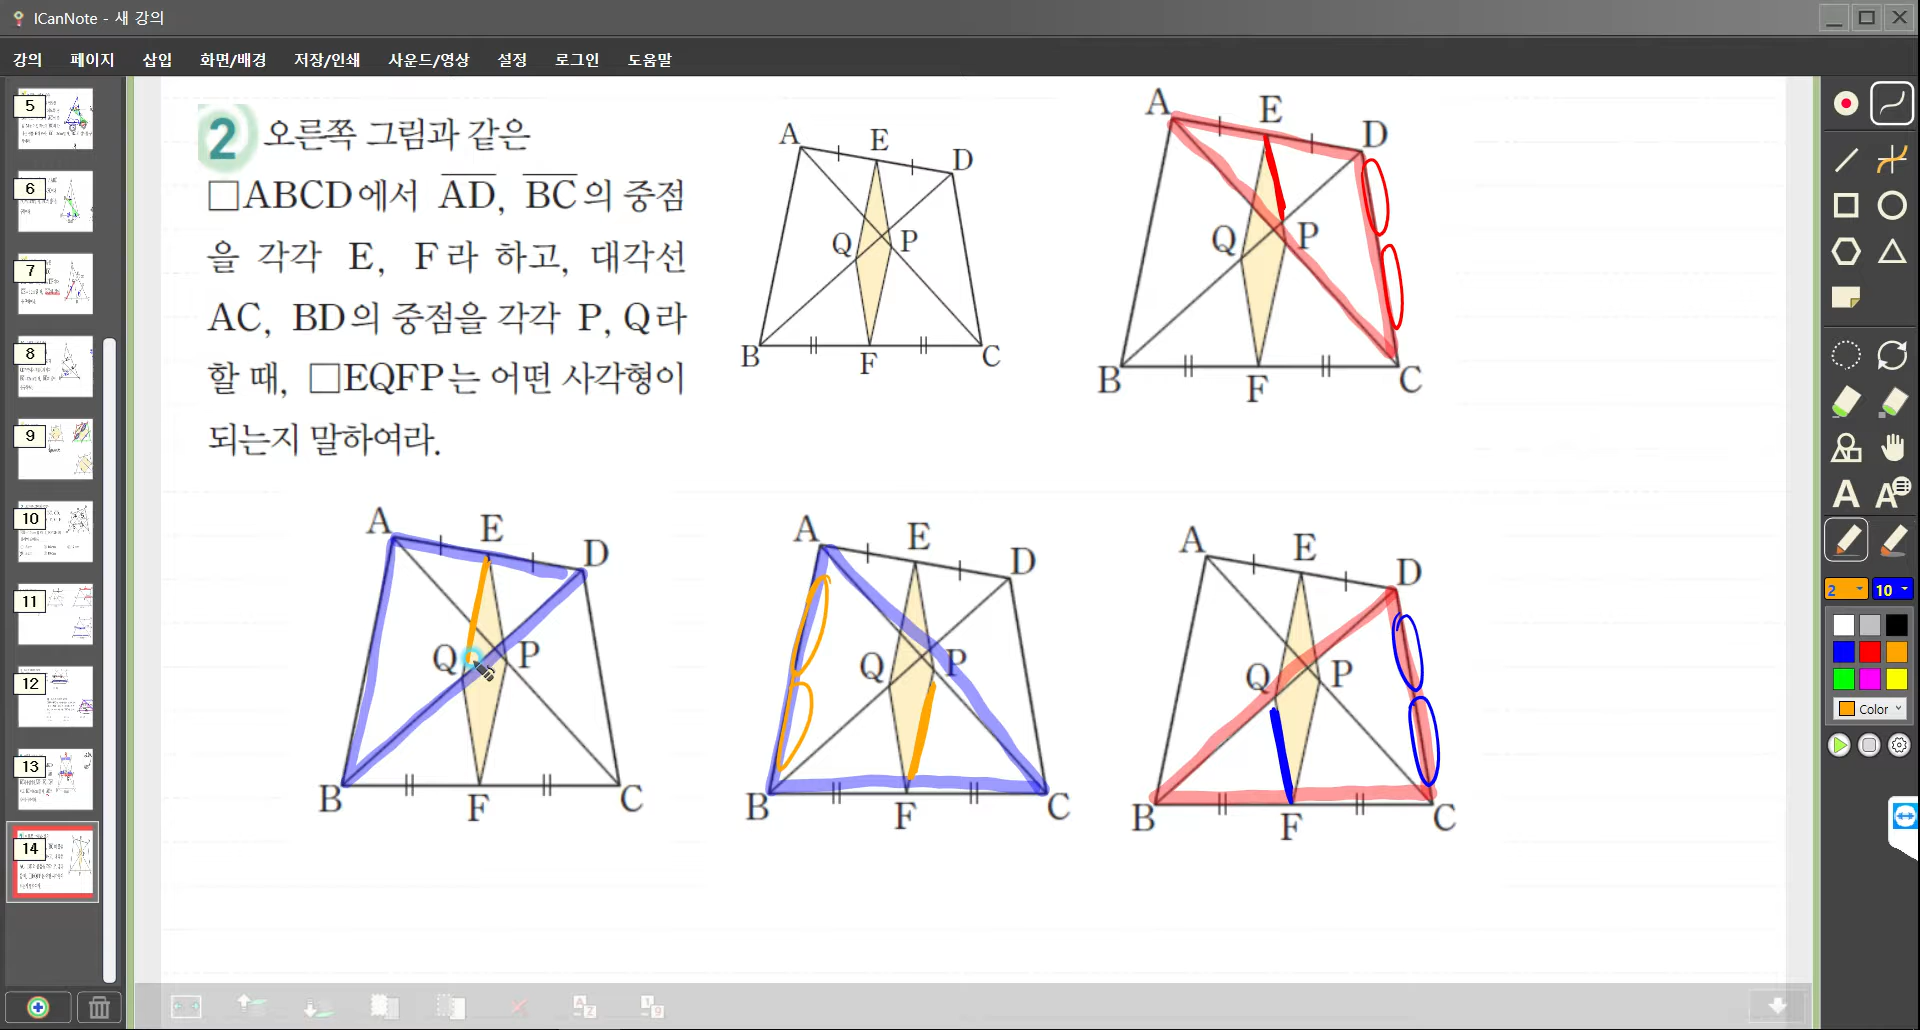 ICanNote - 새 강의
강의 페이지 삽입 화면/배경 저장/인쇄 사운드/영상 설정 로그인 도움말
2 오른쪽 그림과 같은
□ABCD에서 AD, BC의 중점
을 각각 E, F라 하고, 대각선
AC, BD의 중점을 각각 P, Q라
할 때, □EQFP는 어떤 사각형이
되는지 말하여라.
A E D Q P B F C
A E D Q P B F C
A E D Q P B F C
A E D Q P B F C
A E D Q P B F C
5
6
7
8
9
10
11
12
13
14
A A
2 10
Color